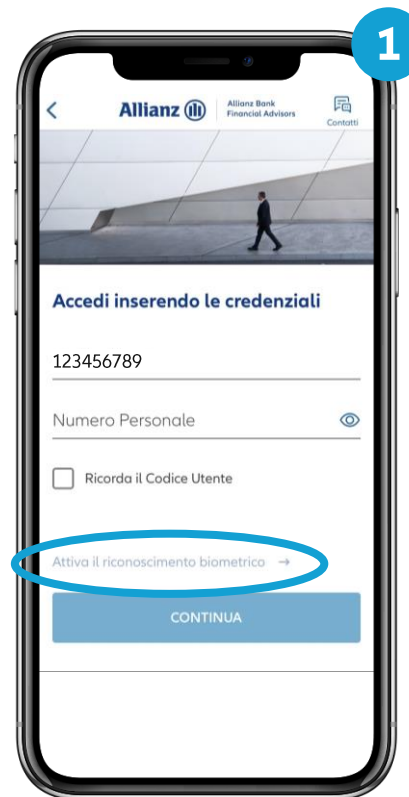 1
Allianz
Allianz Bank
Financial Advisors
Contatti
Accedi inserendo le credenziali
123456789
Numero Personale
Ricorda il Codice Utente
Attiva il riconoscimento biometrico →
CONTINUA